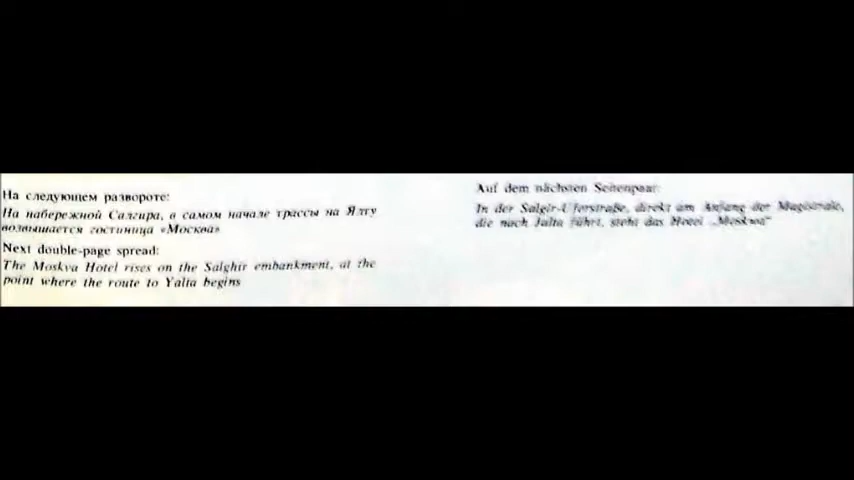 На следующем развороте:
На набережной Салгира, в самом начале трассы на Ялту
возвышается гостиница «Москва»
Next double-page spread:
The Moskva Hotel rises on the Salghir embankment, at the
point where the route to Yalta begins
Auf dem nächsten Seitenpaar:
In der Salgir-Uferstraße, direkt am Anfang der Magistrale,
die nach Jalta führt, steht das Hotel „Moskwa“